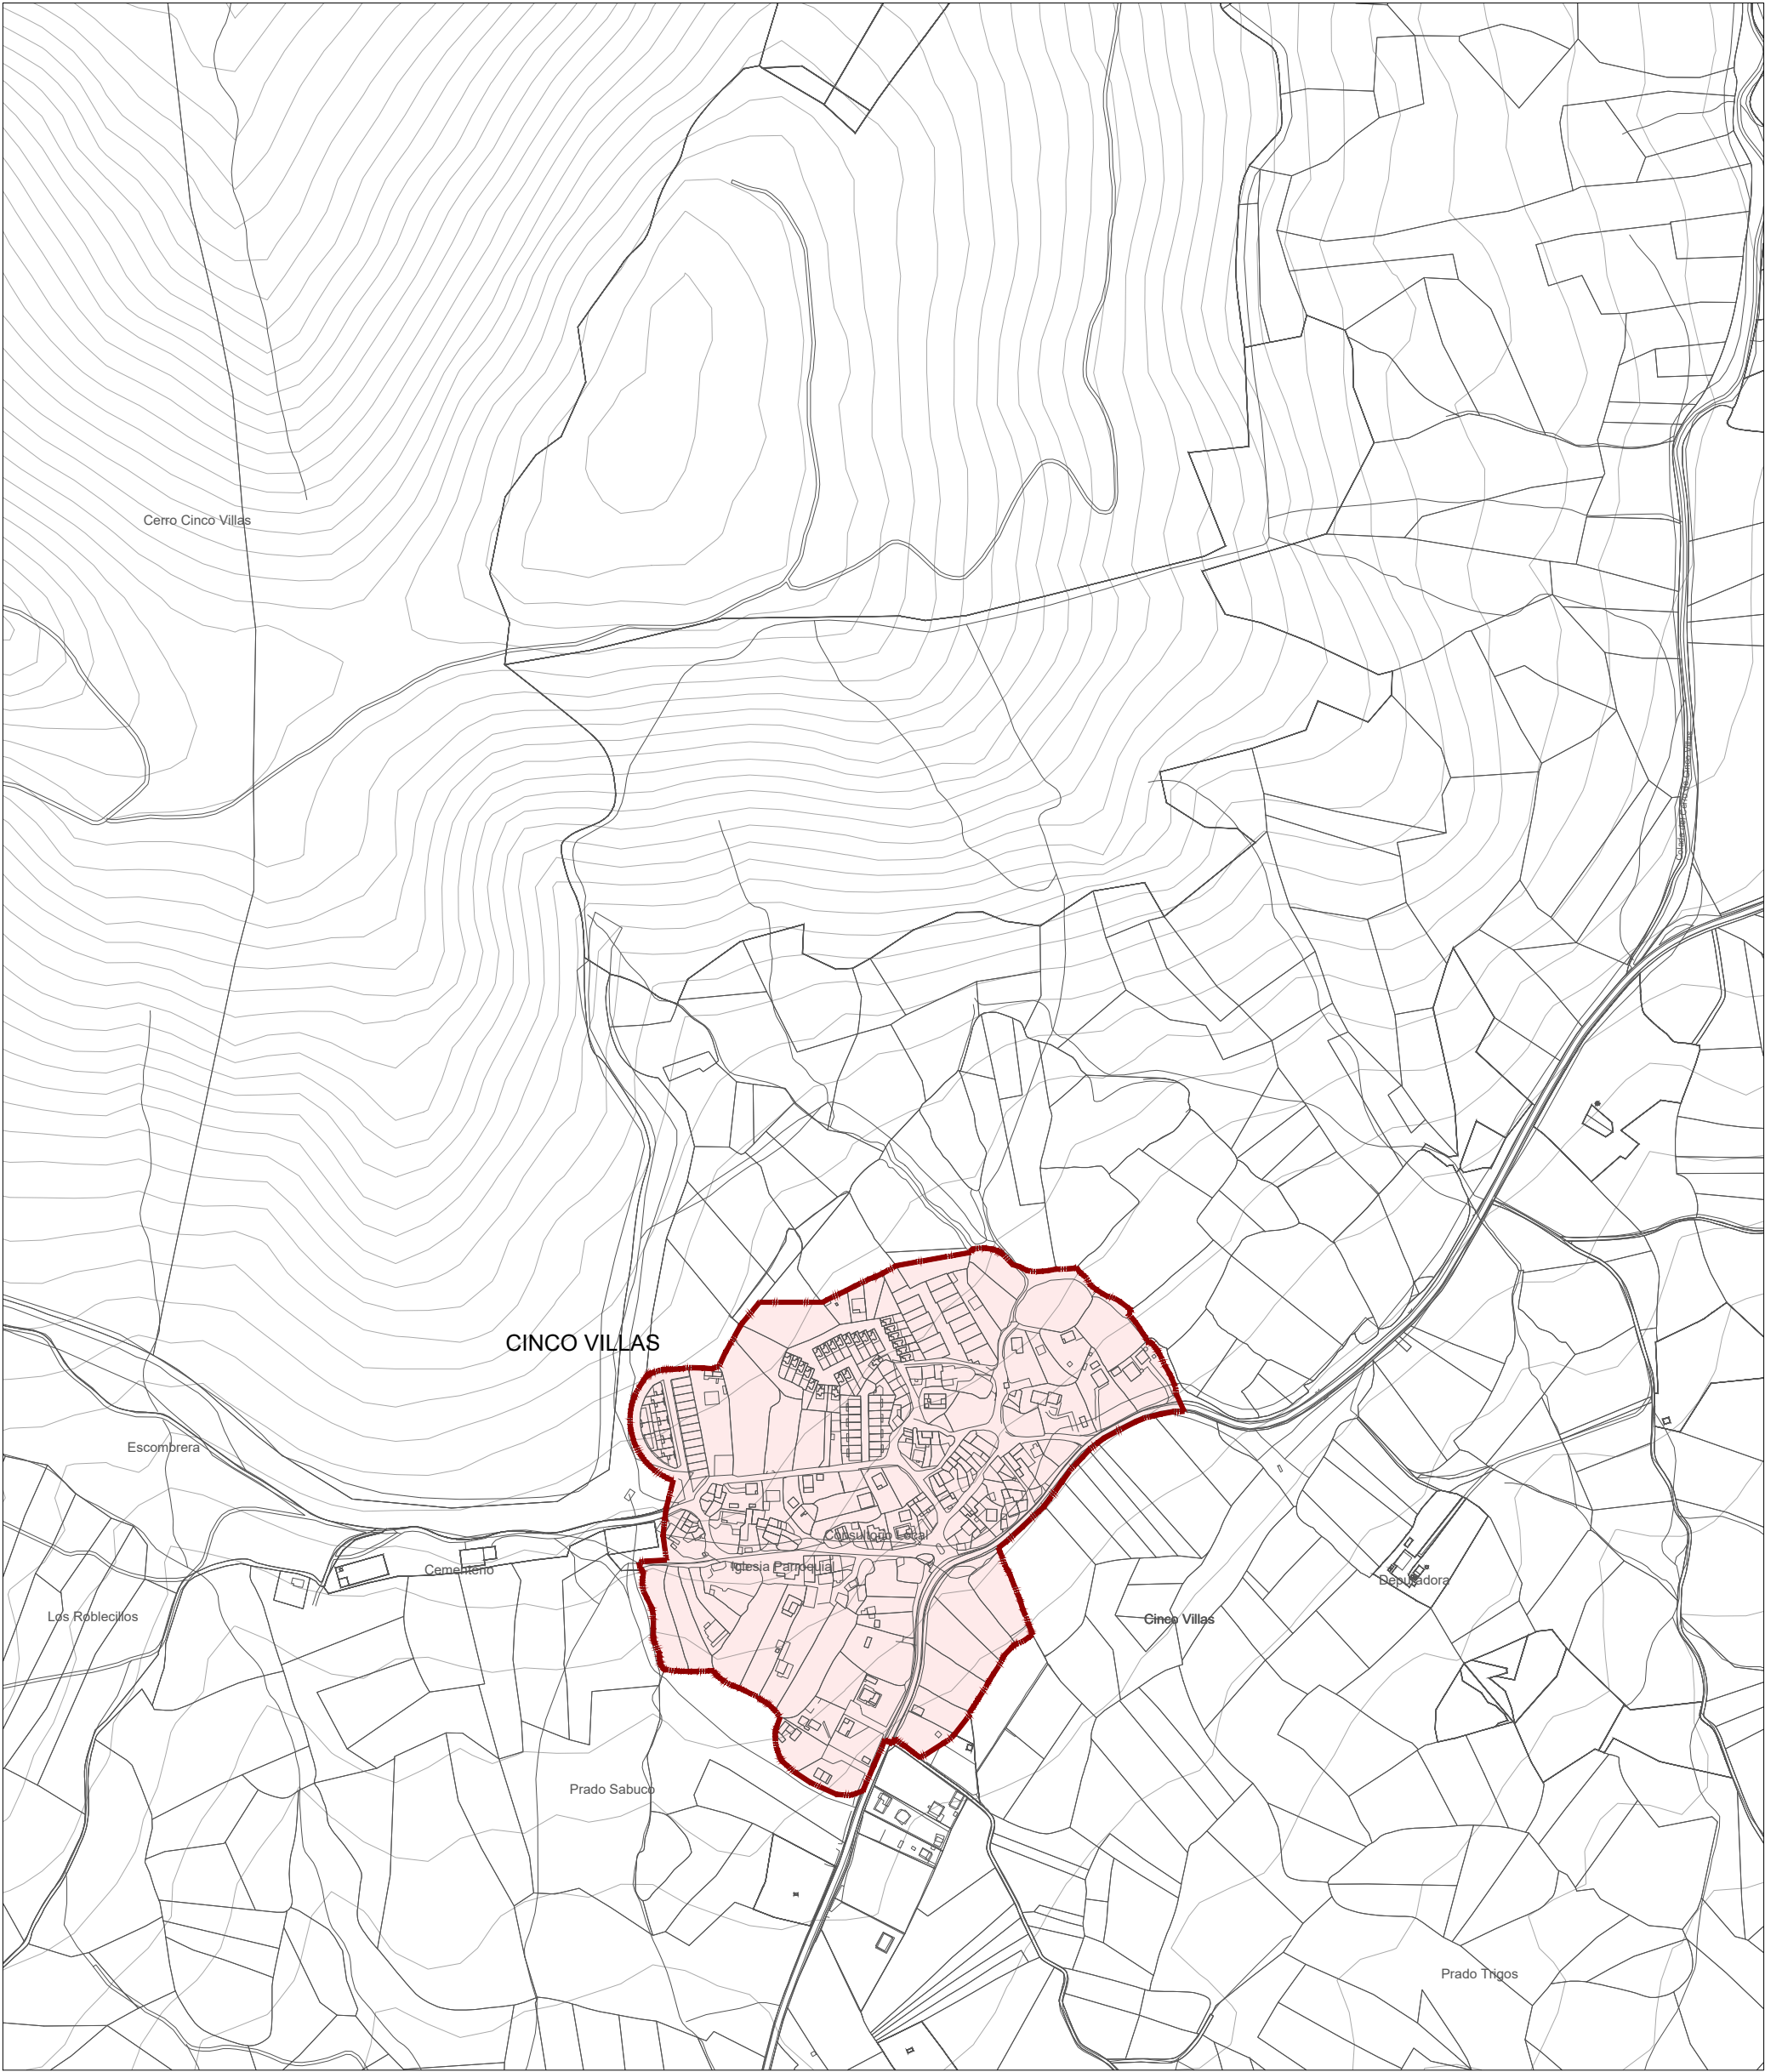 Cerro Cinco Villas
CINCO VILLAS
Escombrera
Consultorio Local
Iglesia Parroquial
Cementerio
Depuradora
Los Roblecillos
Cinco Villas
Prado Sabuco
Prado Trigos